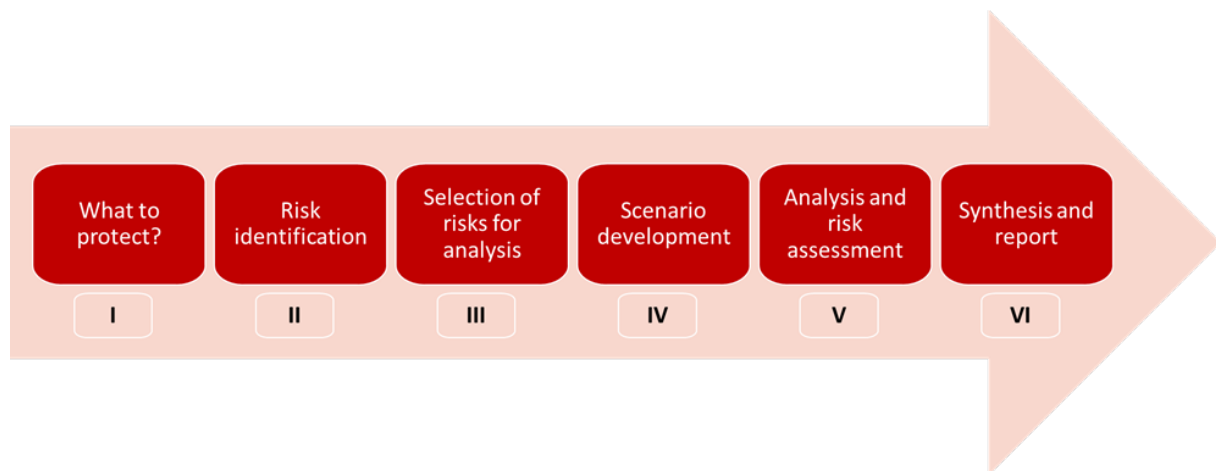 What to
protect?
Risk
identification
Selection of
risks for
analysis
Scenario
development
Analysis and
risk
assessment
Synthesis and
report
I
II
III
IV
V
VI